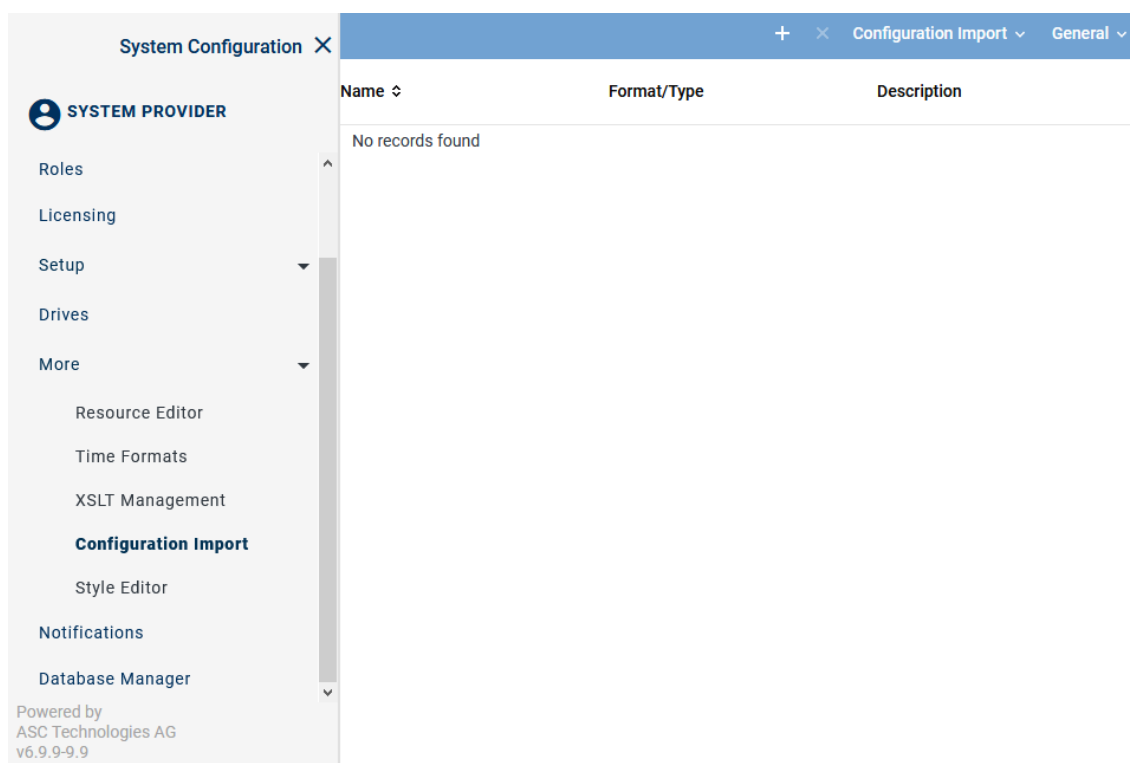 System Configuration
Configuration Import
General
SYSTEM PROVIDER
Name
Format/Type
Description
No records found
Roles
Licensing
Setup
Drives
More
Resource Editor
Time Formats
XSLT Management
Configuration Import
Style Editor
Notifications
Database Manager
Powered by
ASC Technologies AG
v6.9.9-9.9